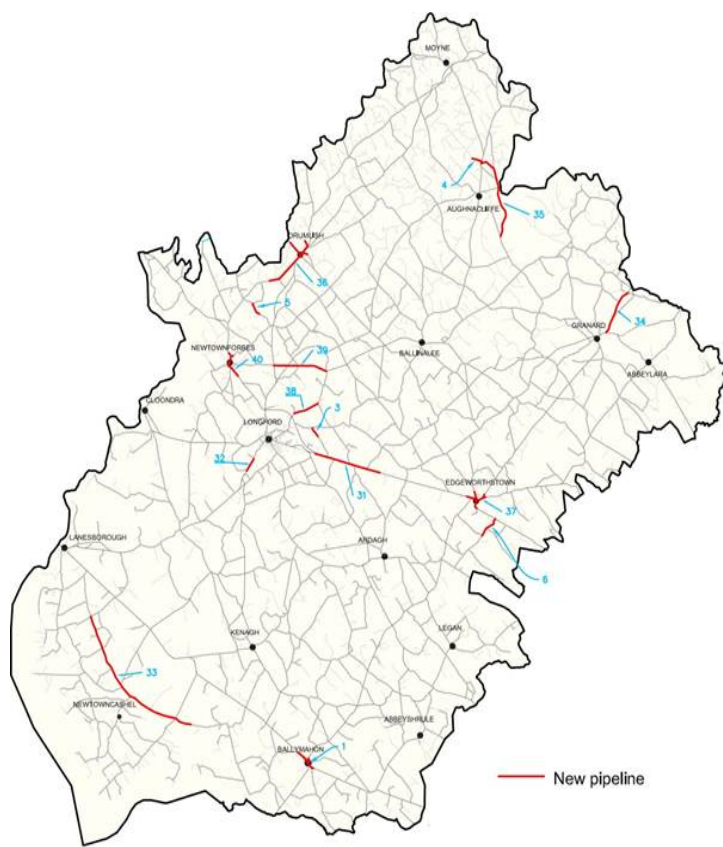 MOYNE
4
AUGHNACLIFFE
35
DRUMLISH
36
5
34
GRANARD
NEWTOWNFORBES
39
BALLINALEE
40
ABBEYLARA
38
CLOONDRA
3
LONGFORD
32
31
EDGEWORTHSTOWN
37
LANESBOROUGH
ARDAGH
6
KENAGH
LEGAN
33
NEWTOWNCASHEL
ABBEYSHRULE
BALLYMAHON
1
New pipeline